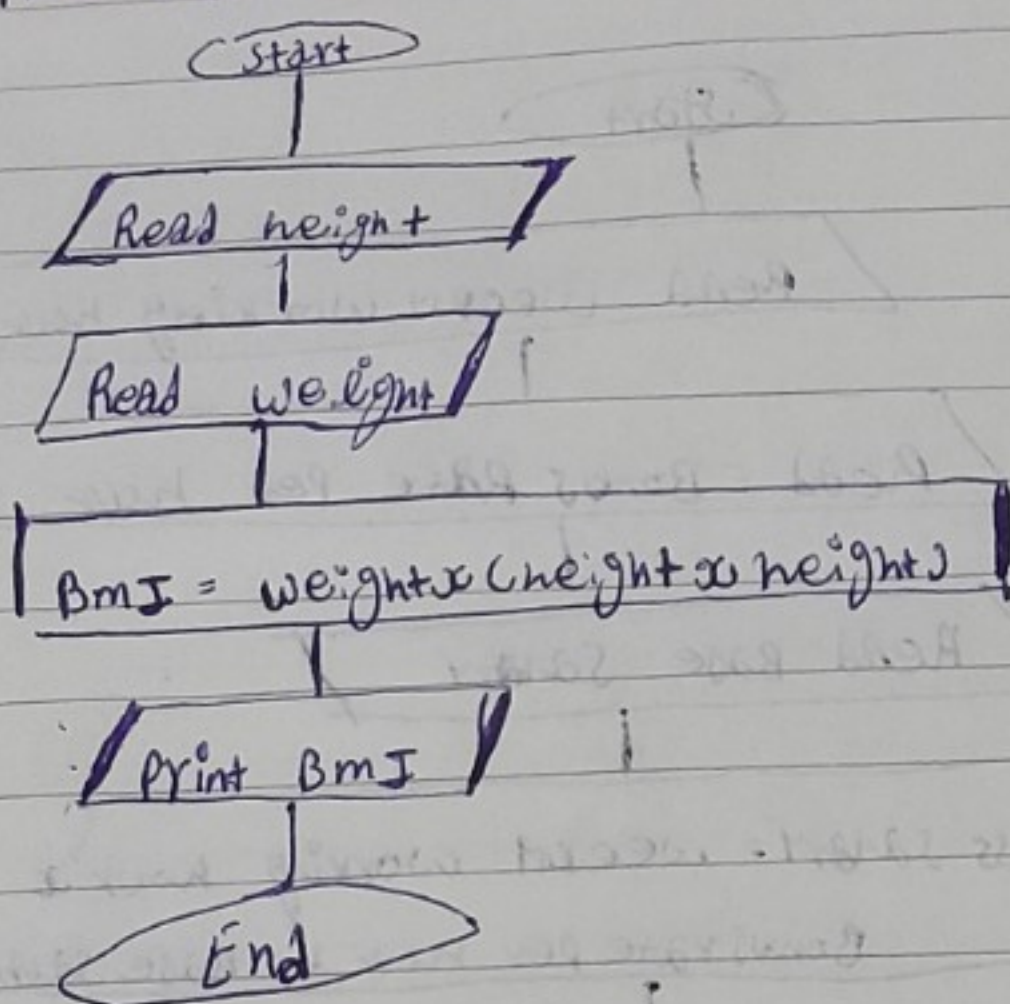 Start
Read height
Read weight
BmI = weight x (height x height)
Print BmI
End